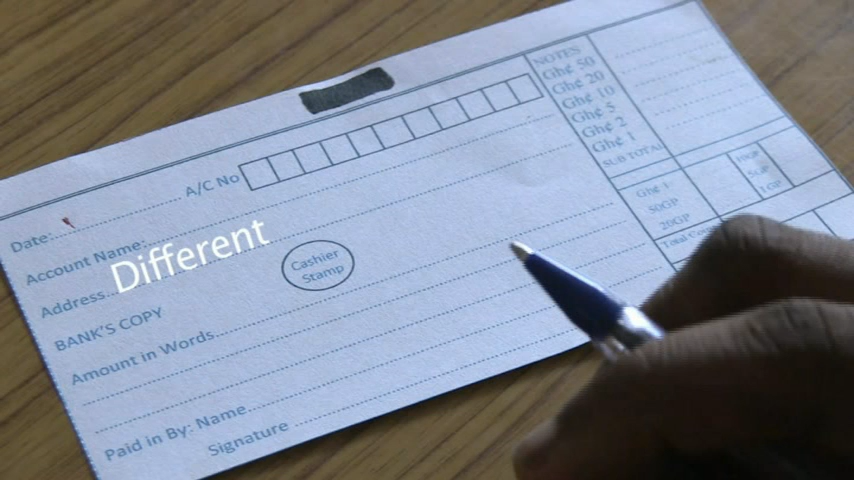 NOTES
Gh¢ 50
Gh¢ 20
Gh¢ 10
Gh¢ 5
Gh¢ 2
Gh¢ 1
SUB TOTAL
A/C No
Date:
Account Name:
Different
Address
Cashier
Stamp
BANK'S COPY
Amount in Words
Paid in By: Name
Signature
Gh¢ 1
50GP
20GP
10GP
5GP
1GP